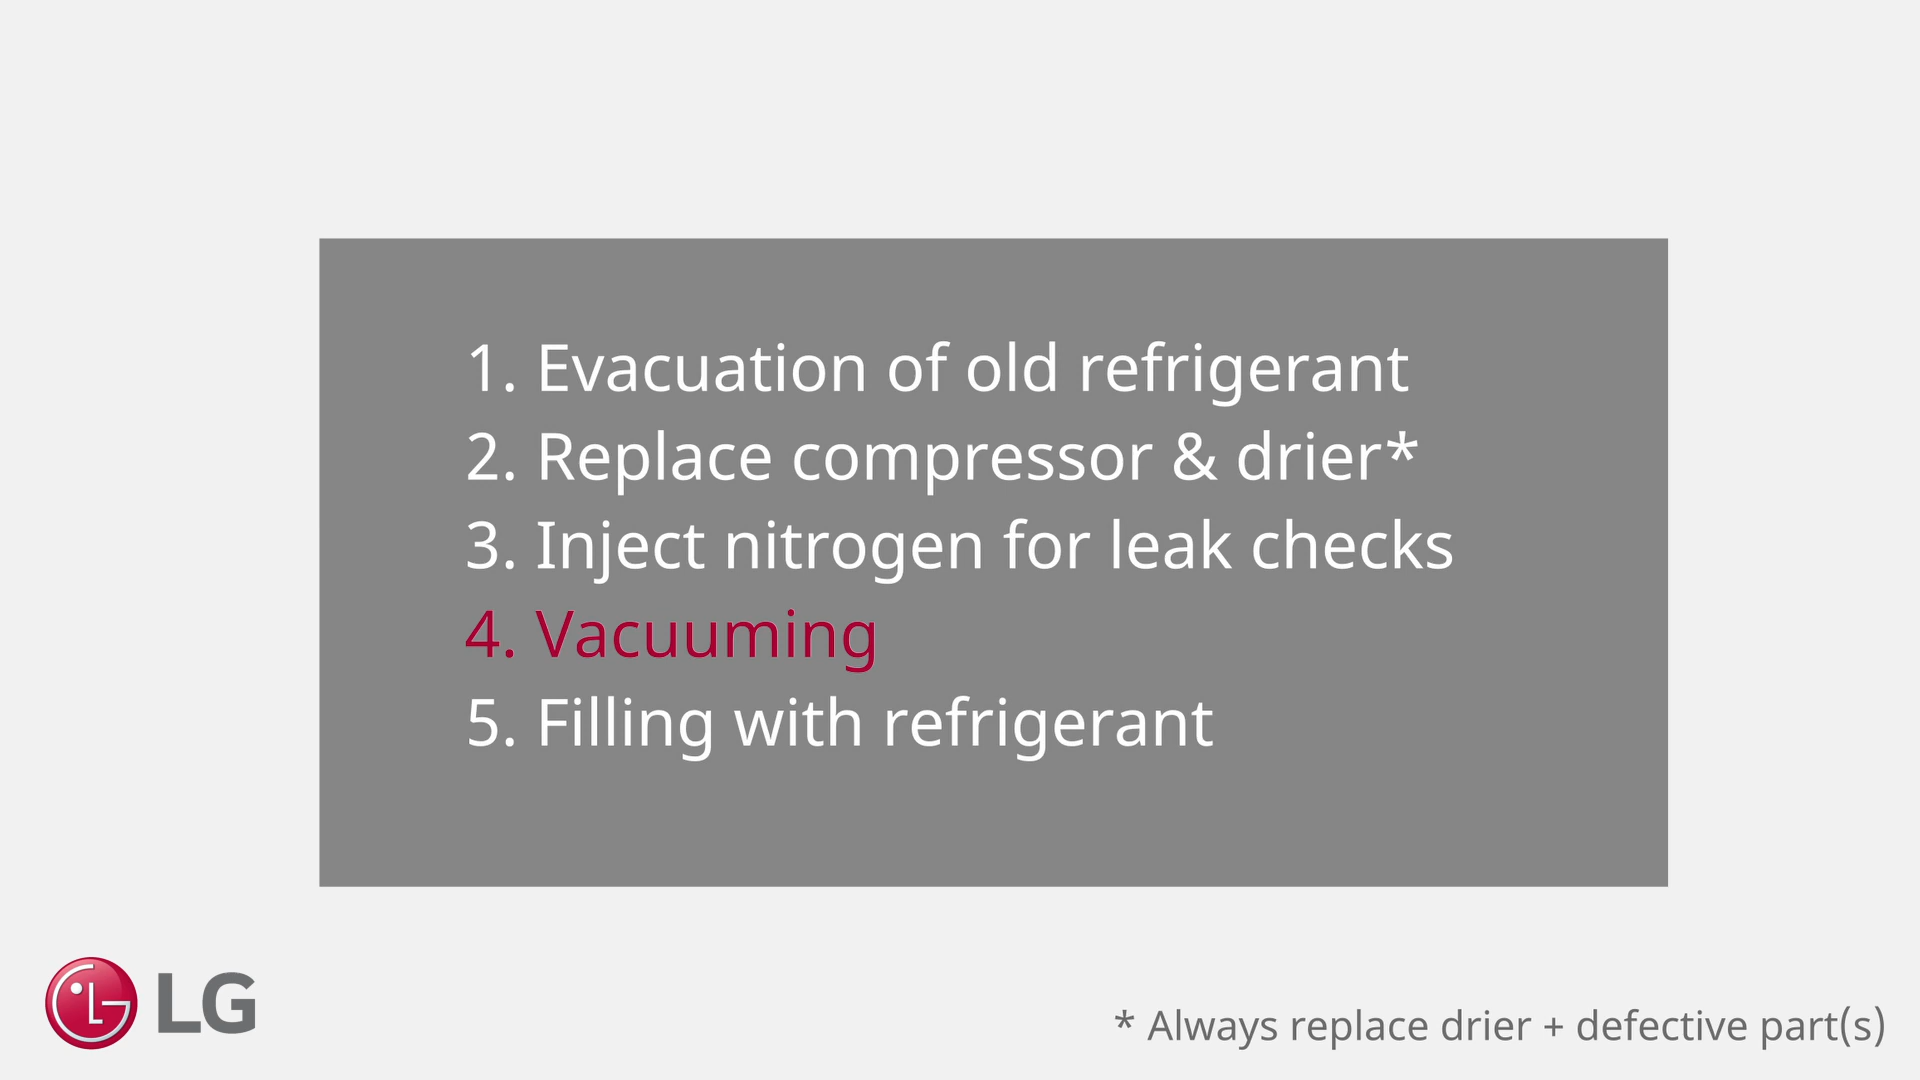 1. Evacuation of old refrigerant
2. Replace compressor & drier*
3. Inject nitrogen for leak checks
4. Vacuuming
5. Filling with refrigerant
LG
* Always replace drier + defective part(s)